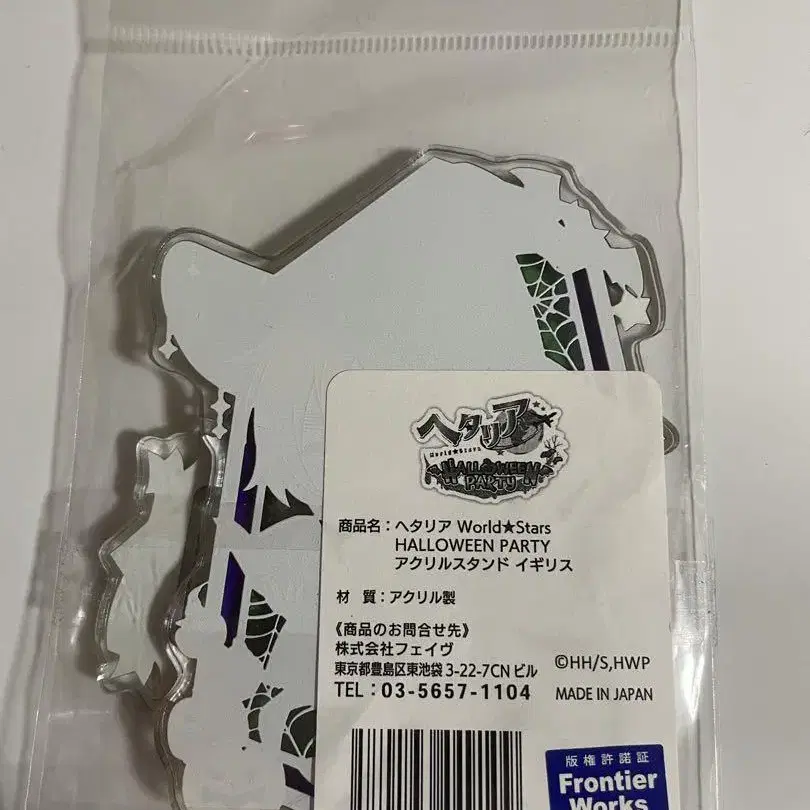 ヘタリア
World★Stars
HALLOWEEN
PARTY
商品名：ヘタリア World★Stars
HALLOWEEN PARTY
アクリルスタンド イギリス
材 質：アクリル製
《商品のお問合せ先》
株式会社フェイヴ
東京都豊島区東池袋 3-22-7CN ビル
TEL：03-5657-1104
©HH/S,HWP
MADE IN JAPAN
版権許諾証
Frontier
Works